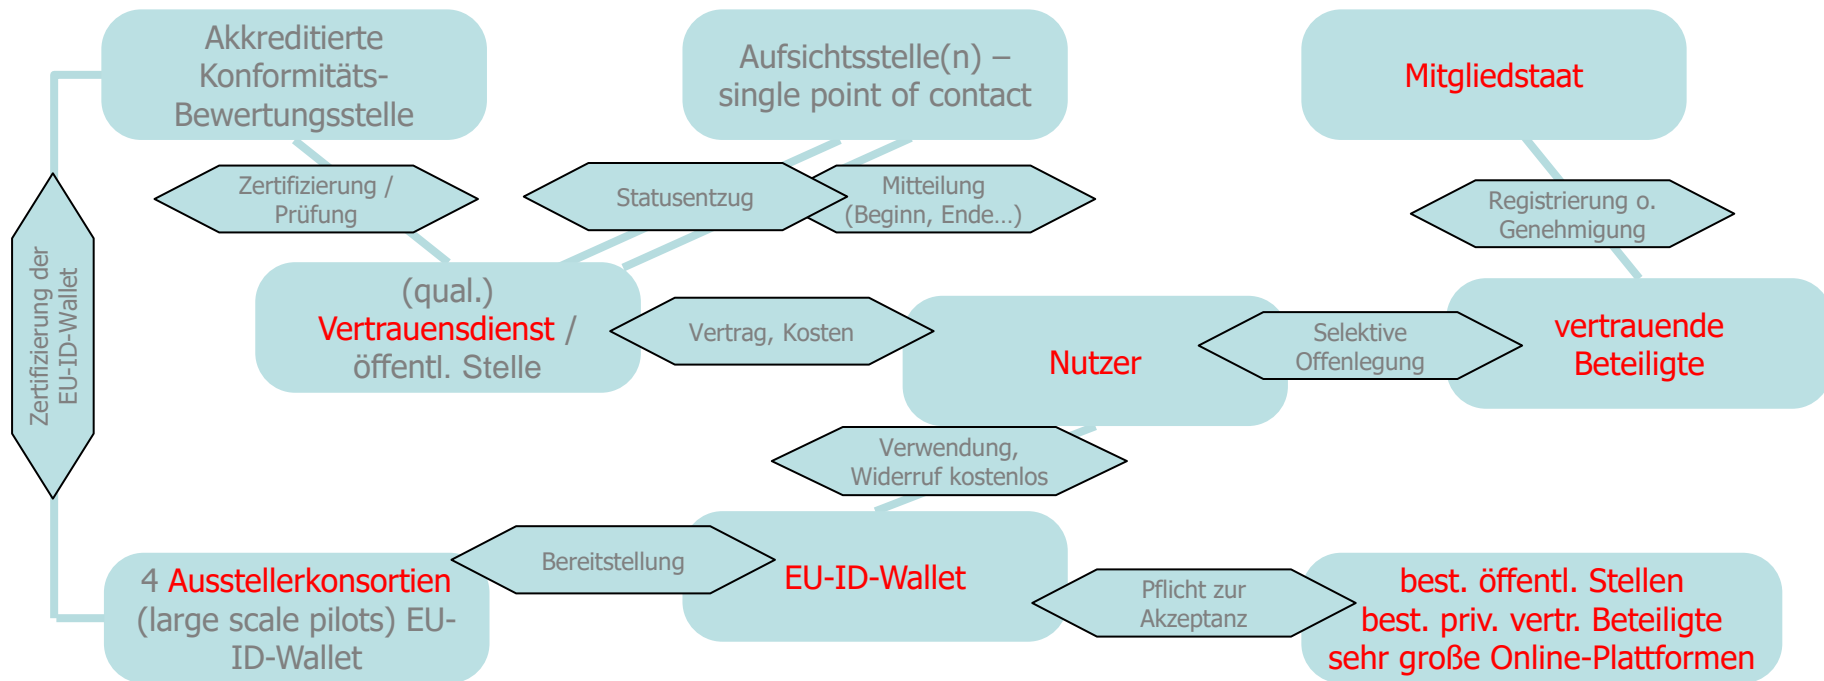 Akkreditierte
Konformitäts-
Bewertungsstelle
Aufsichtsstelle(n) –
single point of contact
Mitgliedstaat
Zertifizierung /
Prüfung
Statusentzug
Mitteilung
(Beginn, Ende...)
Registrierung o.
Genehmigung
Zertifizierung der
EU-ID-Wallet
(qual.)
Vertrauensdienst /
öffentl. Stelle
Vertrag, Kosten
Nutzer
Selektive
Offenlegung
vertrauende
Beteiligte
Verwendung,
Widerruf kostenlos
4 Ausstellerkonsortien
(large scale pilots) EU-
ID-Wallet
Bereitstellung
EU-ID-Wallet
Pflicht zur
Akzeptanz
best. öffentl. Stellen
best. priv. vertr. Beteiligte
sehr große Online-Plattformen